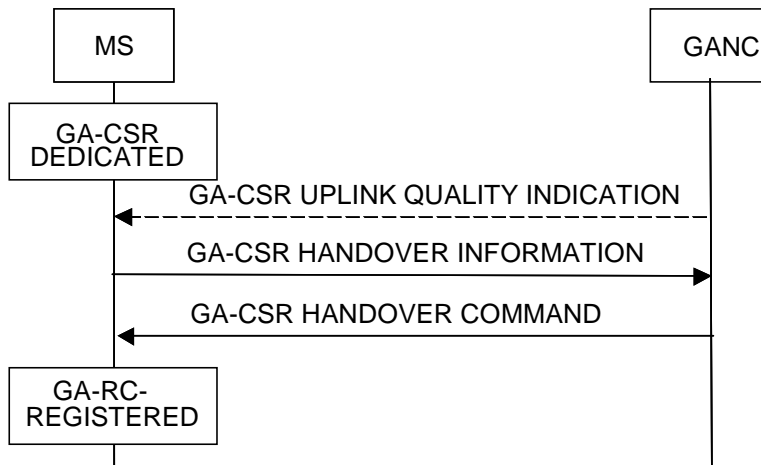 MS
GANC
GA-CSR
DEDICATED
GA-CSR UPLINK QUALITY INDICATION
GA-CSR HANDOVER INFORMATION
GA-CSR HANDOVER COMMAND
GA-RC-
REGISTERED